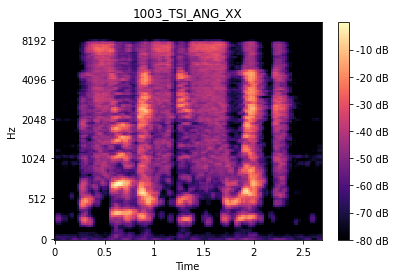 1003_TSI_ANG_XX
8192
4096
2048
1024
512
0
Hz
0 0.5 1 1.5 2 2.5
Time
-10 dB
-20 dB
-30 dB
-40 dB
-50 dB
-60 dB
-70 dB
-80 dB